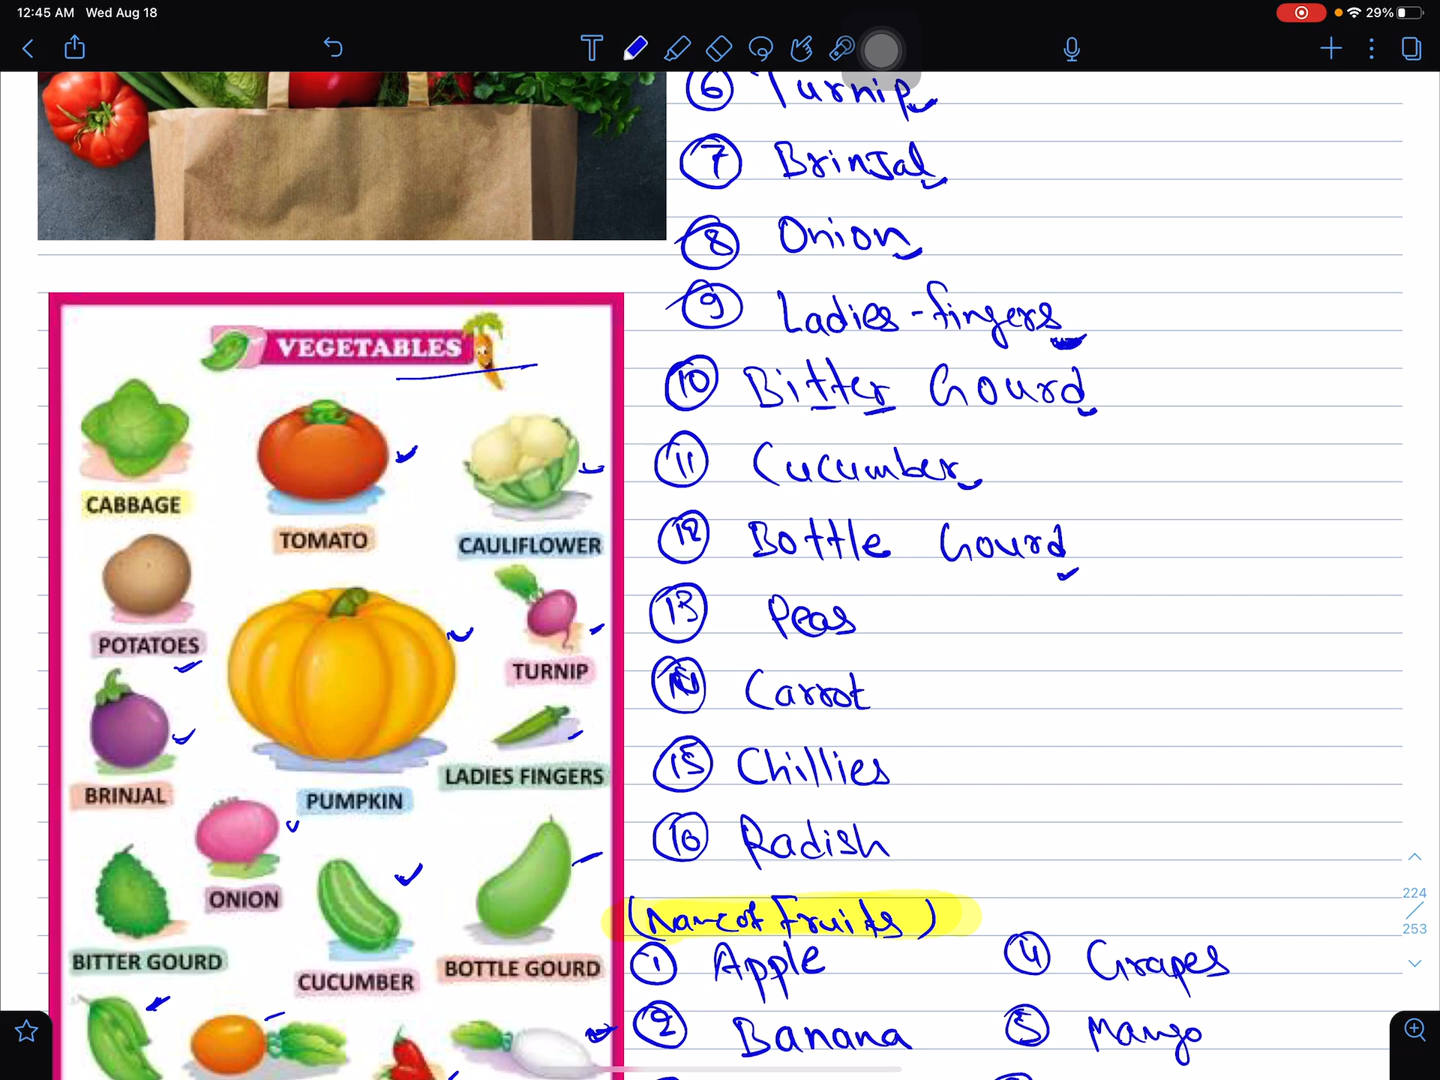 12:45 AM Wed Aug 18
29%
6 Turnip
7 Brinjal
8 Onion
9 Ladies-fingers
10 Bitter Gourd
11 Cucumber
12 Bottle Gourd
13 Peas
14 Carrot
15 Chillies
16 Radish
(Name of Fruits)
1 Apple
4 Grapes
2 Banana
5 Mango
VEGETABLES
CABBAGE
TOMATO
CAULIFLOWER
POTATOES
TURNIP
BRINJAL
PUMPKIN
LADIES FINGERS
ONION
BITTER GOURD
CUCUMBER
BOTTLE GOURD
224
253